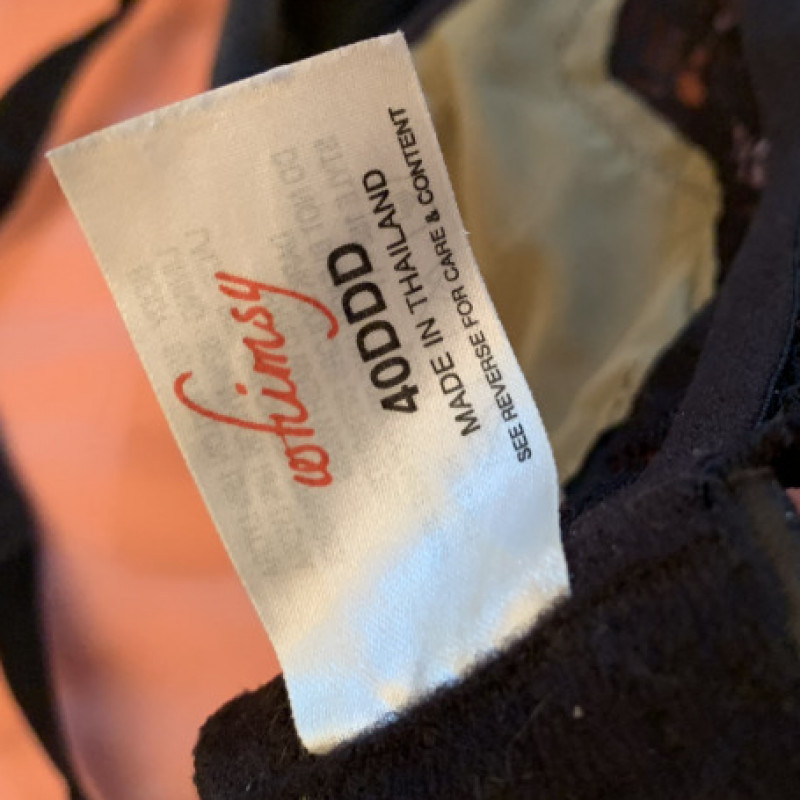 whimsy
40DDD
MADE IN THAILAND
SEE REVERSE FOR CARE & CONTENT